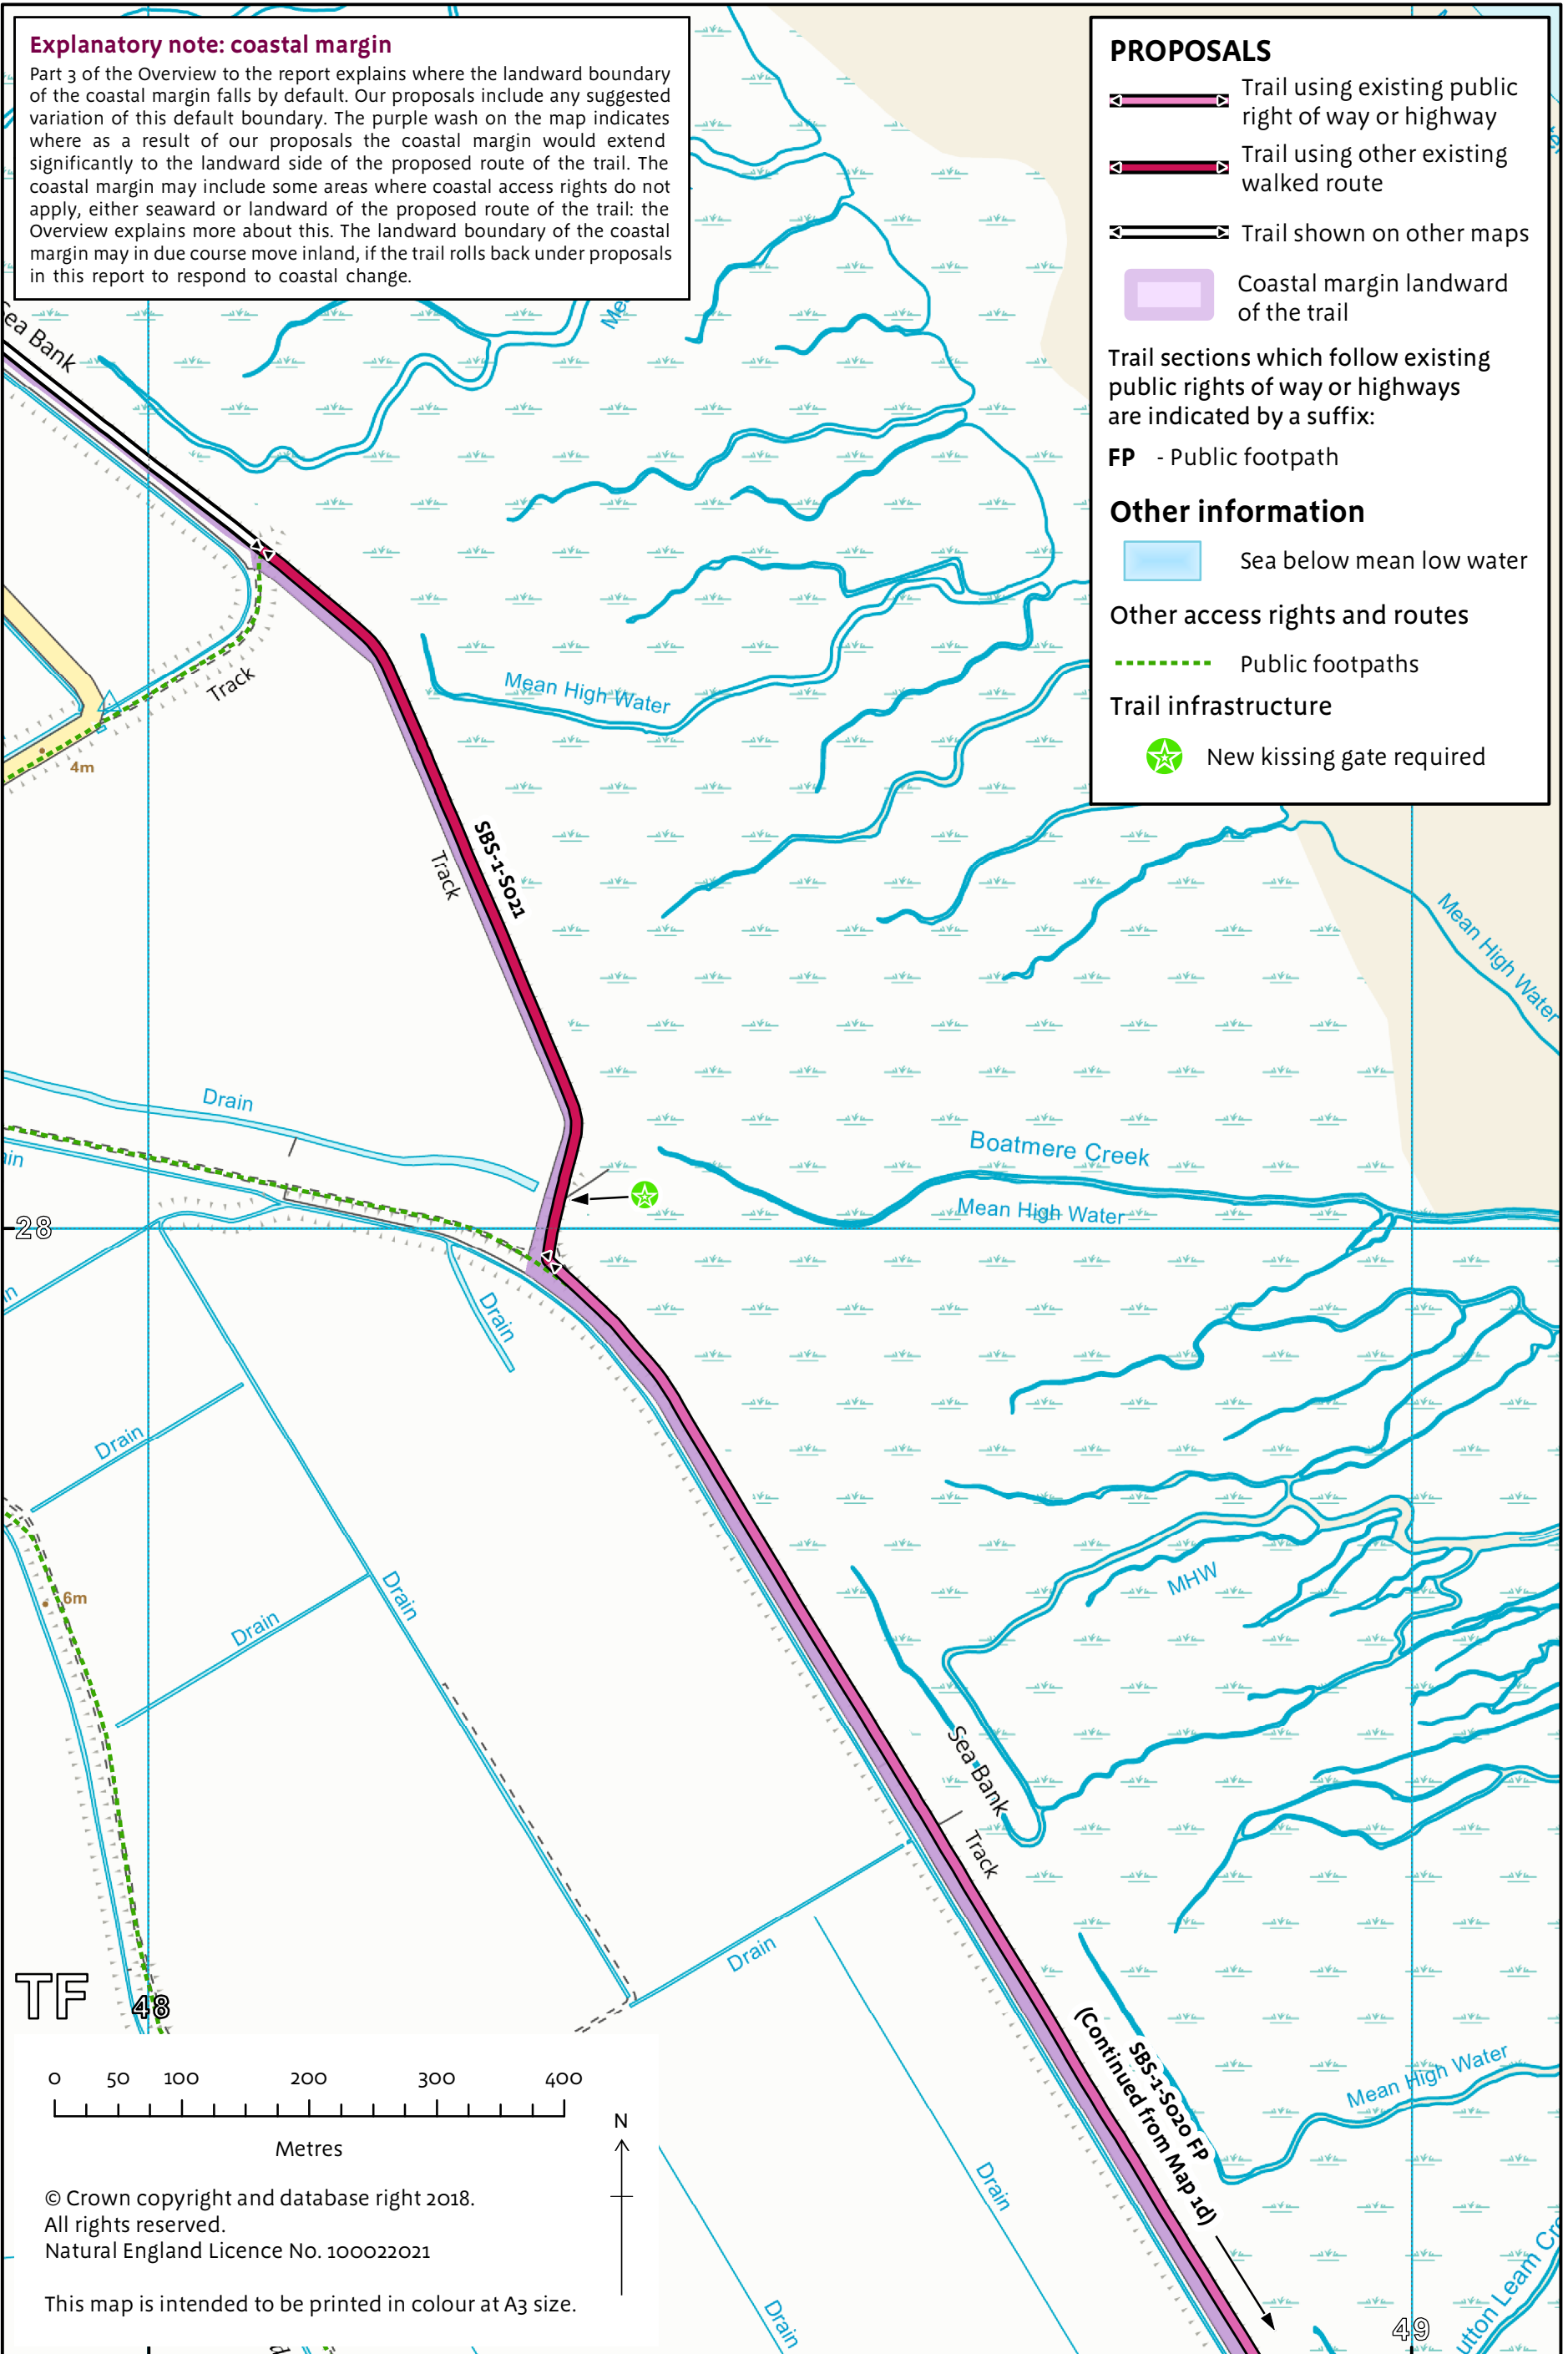 Explanatory note: coastal margin
Part 3 of the Overview to the report explains where the landward boundary
of the coastal margin falls by default. Our proposals include any suggested
variation of this default boundary. The purple wash on the map indicates
where as a result of our proposals the coastal margin would extend
significantly to the landward side of the proposed route of the trail. The
coastal margin may include some areas where coastal access rights do not
apply, either seaward or landward of the proposed route of the trail: the
Overview explains more about this. The landward boundary of the coastal
margin may in due course move inland, if the trail rolls back under proposals
in this report to respond to coastal change.
PROPOSALS
Trail using existing public
right of way or highway
Trail using other existing
walked route
Trail shown on other maps
Coastal margin landward
of the trail
Trail sections which follow existing
public rights of way or highways
are indicated by a suffix:
FP - Public footpath
Other information
Sea below mean low water
Other access rights and routes
Public footpaths
Trail infrastructure
New kissing gate required
Sea Bank
Me
Track
4m
Mean High Water
SBS-1-S021
Track
Mean High Water
Drain
ain
Boatmere Creek
Mean High Water
28
in
Drain
Drain
6m
Drain
Drain
MHW
Sea Bank
Track
Drain
TF
48
SBS-1-S020 FP
(Continued from Map 1d)
Mean High Water
Drain
Drain
utton Leam Cre
49
0 50 100 200 300 400
Metres
N
© Crown copyright and database right 2018.
All rights reserved.
Natural England Licence No. 100022021
This map is intended to be printed in colour at A3 size.